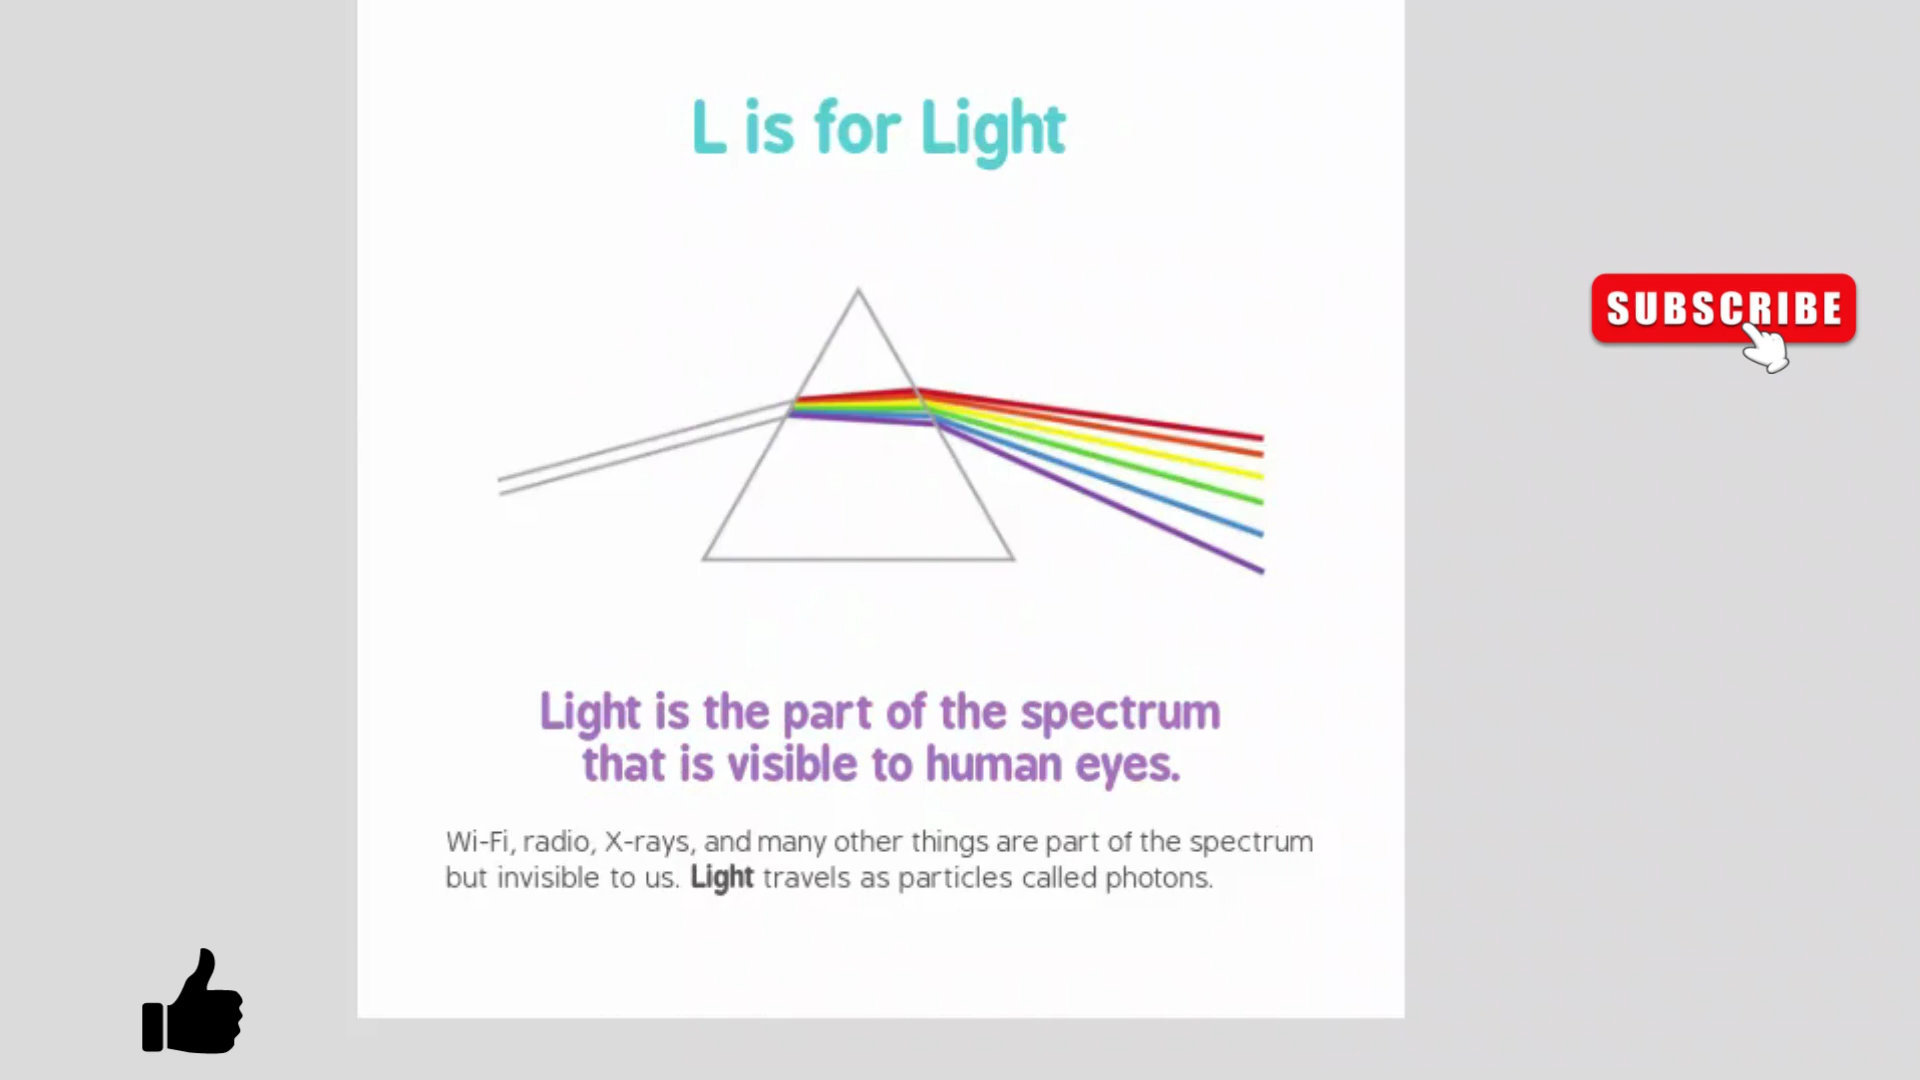 L is for Light
SUBSCRIBE
Light is the part of the spectrum
that is visible to human eyes.
Wi-Fi, radio, X-rays, and many other things are part of the spectrum
but invisible to us. Light travels as particles called photons.